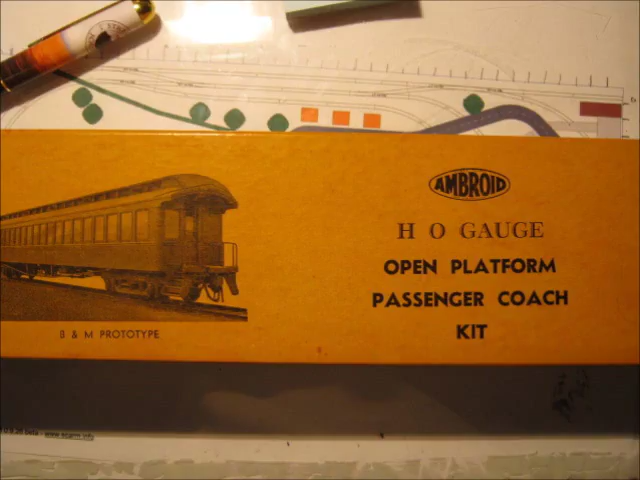 AMBROID
H O GAUGE
OPEN PLATFORM
PASSENGER COACH
KIT
B & M PROTOTYPE